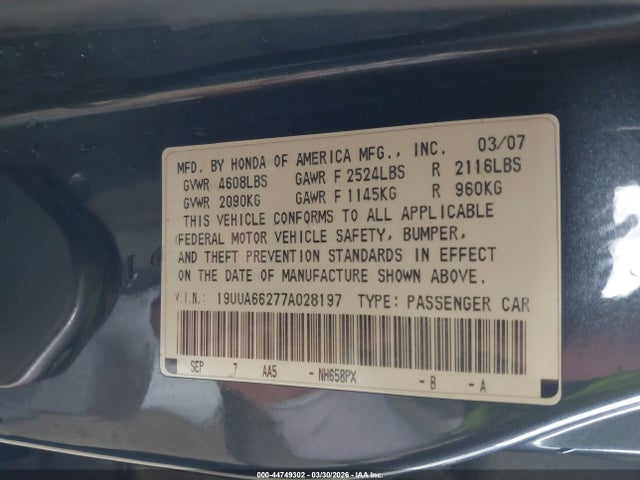 MFD. BY HONDA OF AMERICA MFG., INC. 03/07
GVWR 4608LBS GAWR F 2524LBS R 2116LBS
GVWR 2090KG GAWR F 1145KG R 960KG
THIS VEHICLE CONFORMS TO ALL APPLICABLE
FEDERAL MOTOR VEHICLE SAFETY, BUMPER,
AND THEFT PREVENTION STANDARDS IN EFFECT
ON THE DATE OF MANUFACTURE SHOWN ABOVE.
V.I.N.: 19UUA66277A028197 TYPE: PASSENGER CAR
SEP 7 AA5 - NH658PX - B - A
000-44749302 | 03/30/2026 | IAA Inc.